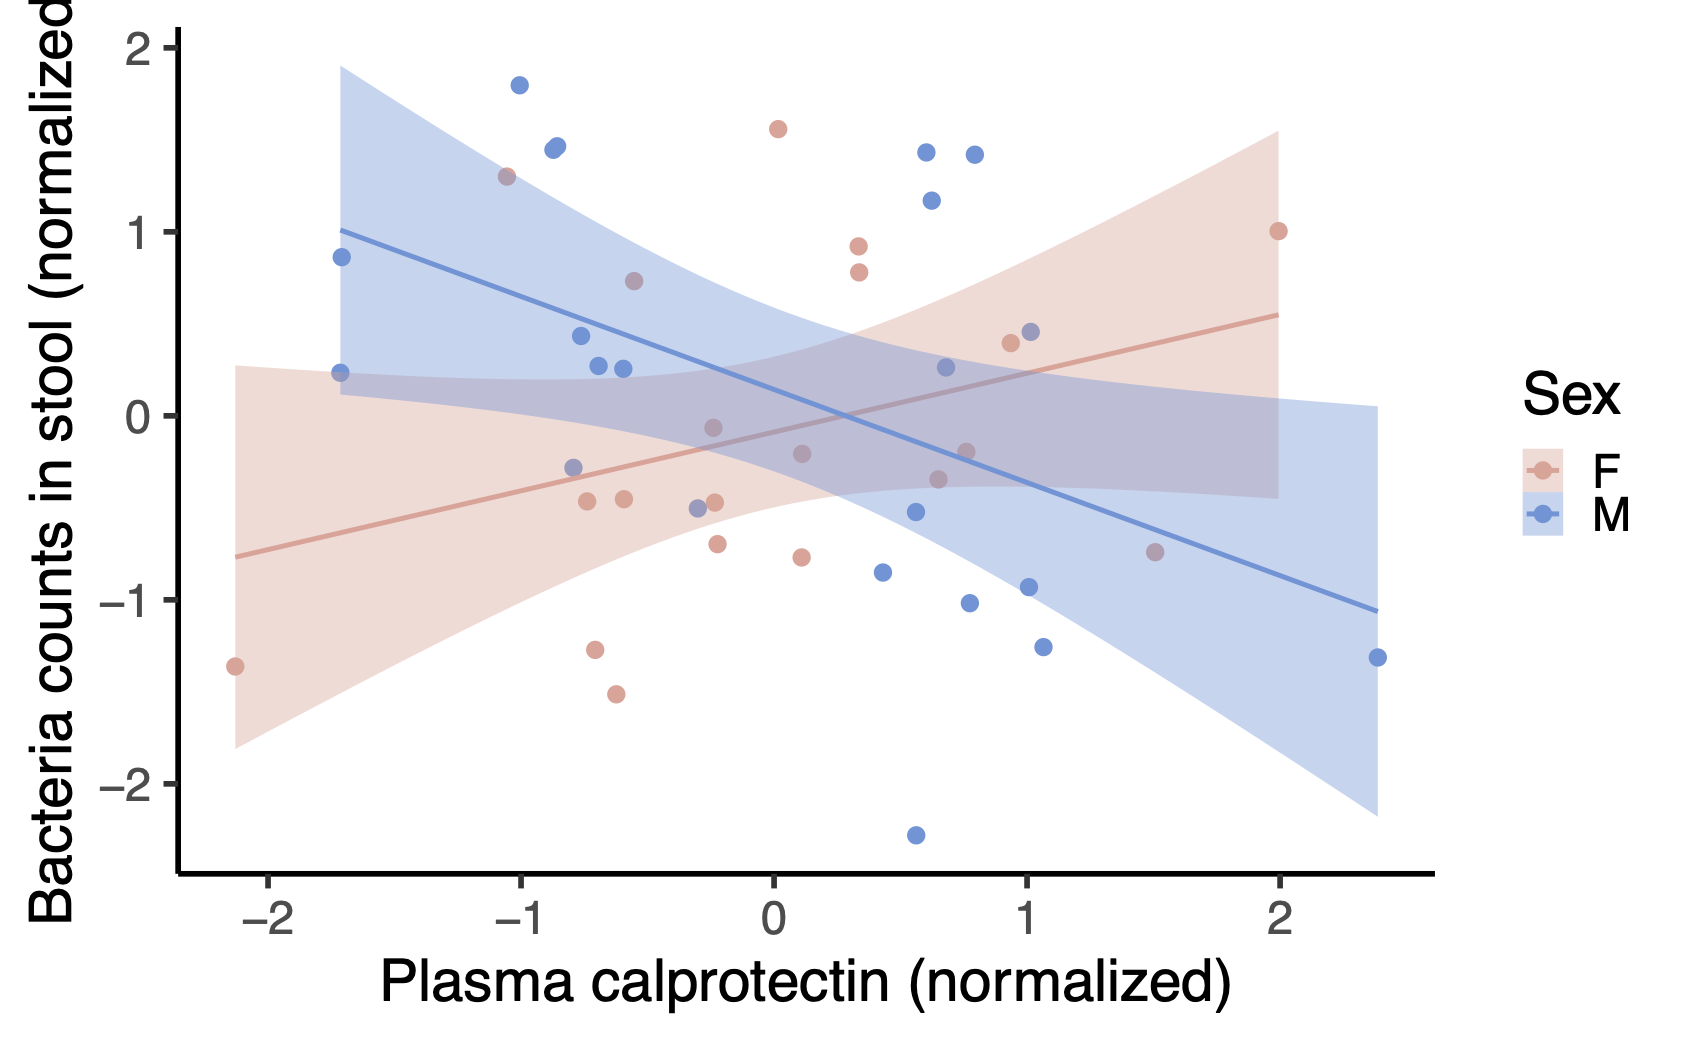 Bacteria counts in stool (normalized
2
1
0
−1
−2
−2
−1
0
1
2
Plasma calprotectin (normalized)
Sex
F
M